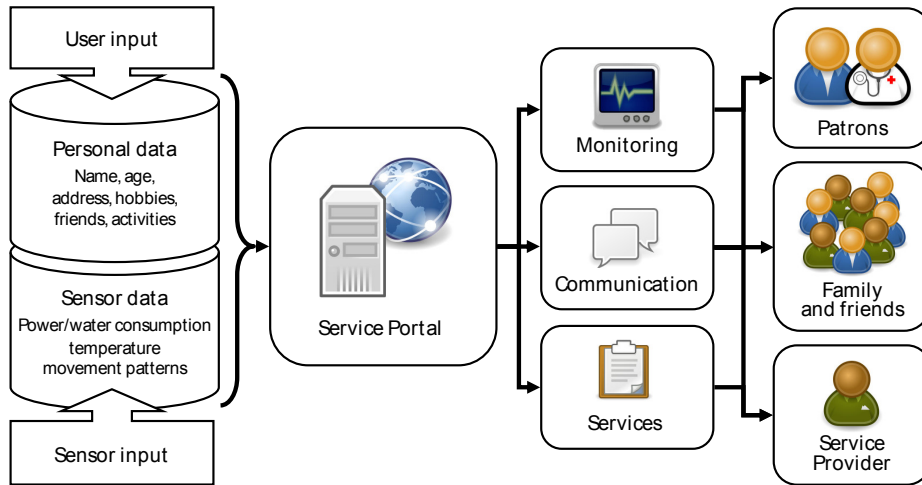 User input
Personal data
Name, age,
address, hobbies,
friends, activities
Sensor data
Power/water consumption
temperature
movement patterns
Sensor input
Service Portal
Monitoring
Communication
Services
Patrons
Family
and friends
Service
Provider